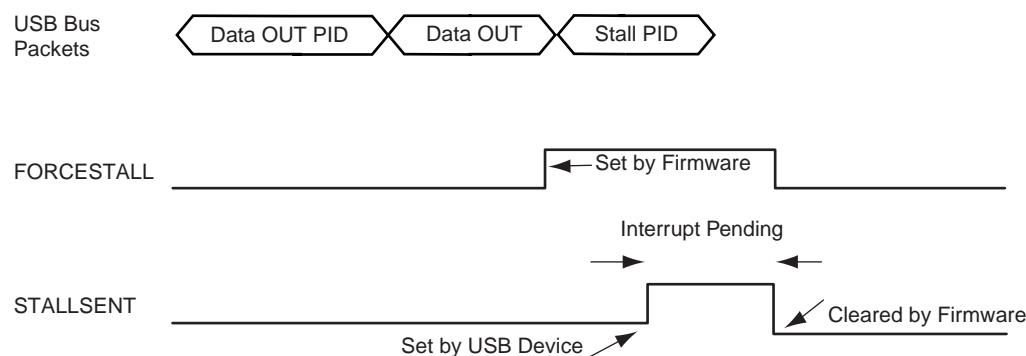 USB Bus
Packets
Data OUT PID
Data OUT
Stall PID
FORCESTALL
Set by Firmware
Interrupt Pending
STALLSENT
Cleared by Firmware
Set by USB Device